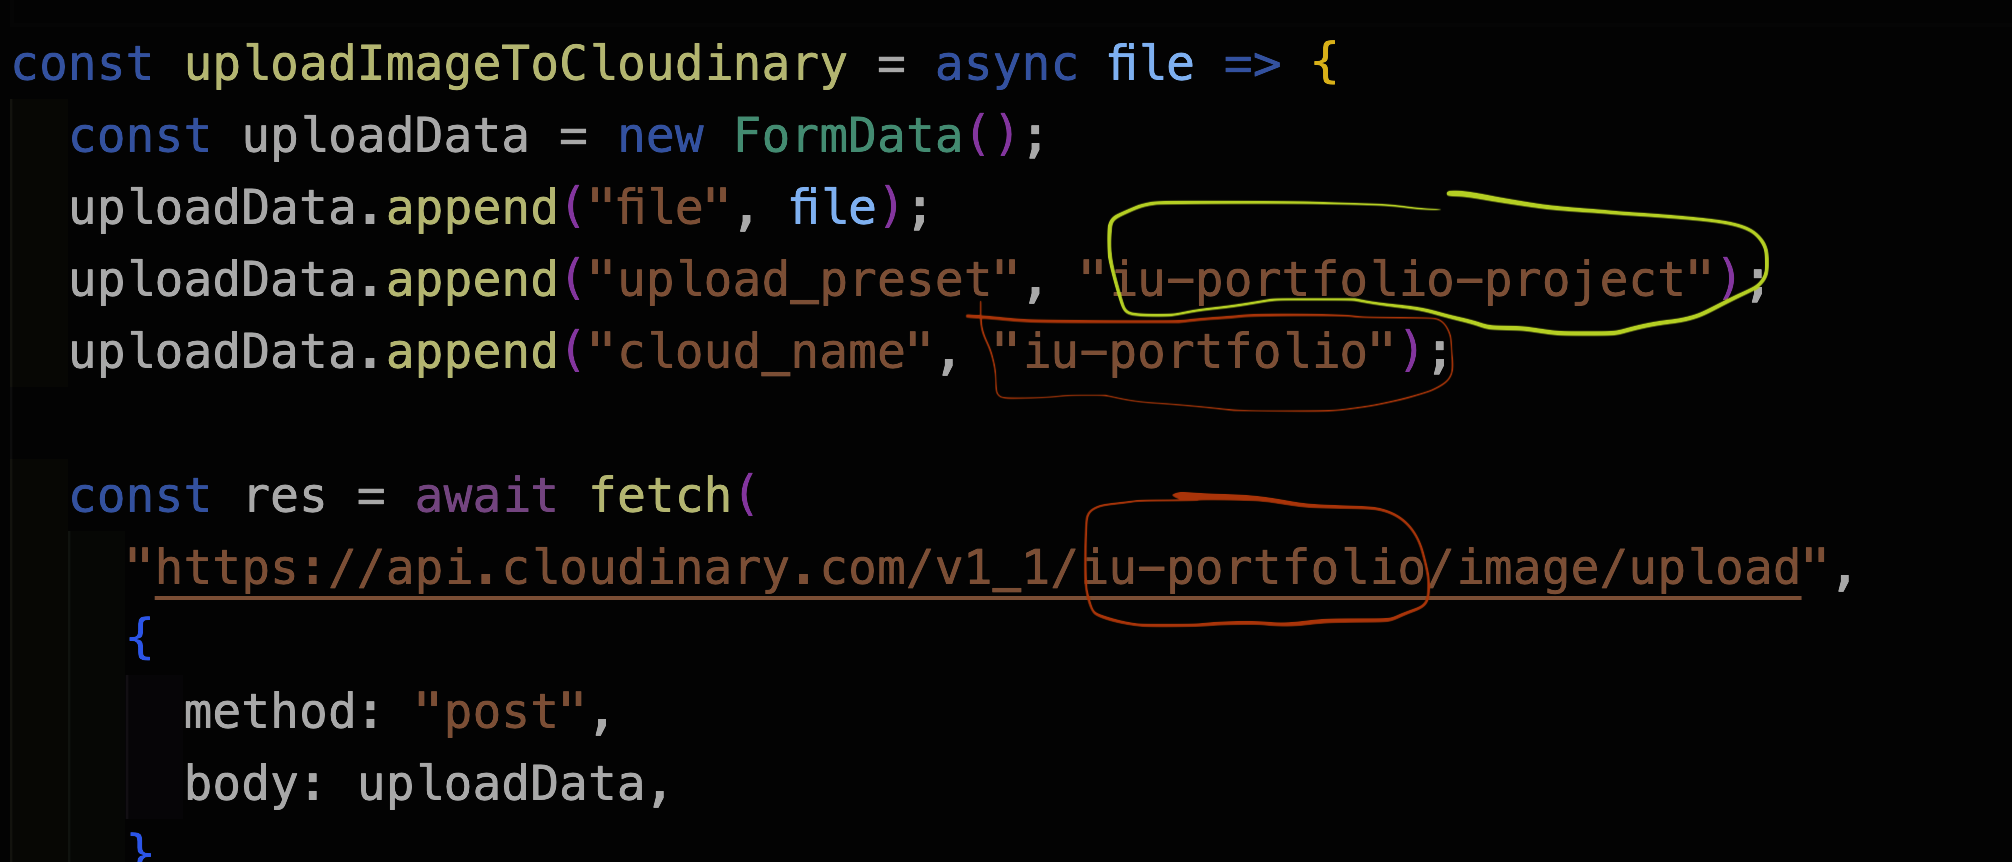 const uploadImageToCloudinary = async file => {
const uploadData = new FormData();
uploadData.append("file", file);
uploadData.append("upload_preset", "iu-portfolio-project");
uploadData.append("cloud_name", "iu-portfolio");
const res = await fetch(
"https://api.cloudinary.com/v1_1/iu-portfolio/image/upload",
{
method: "post",
body: uploadData,
}